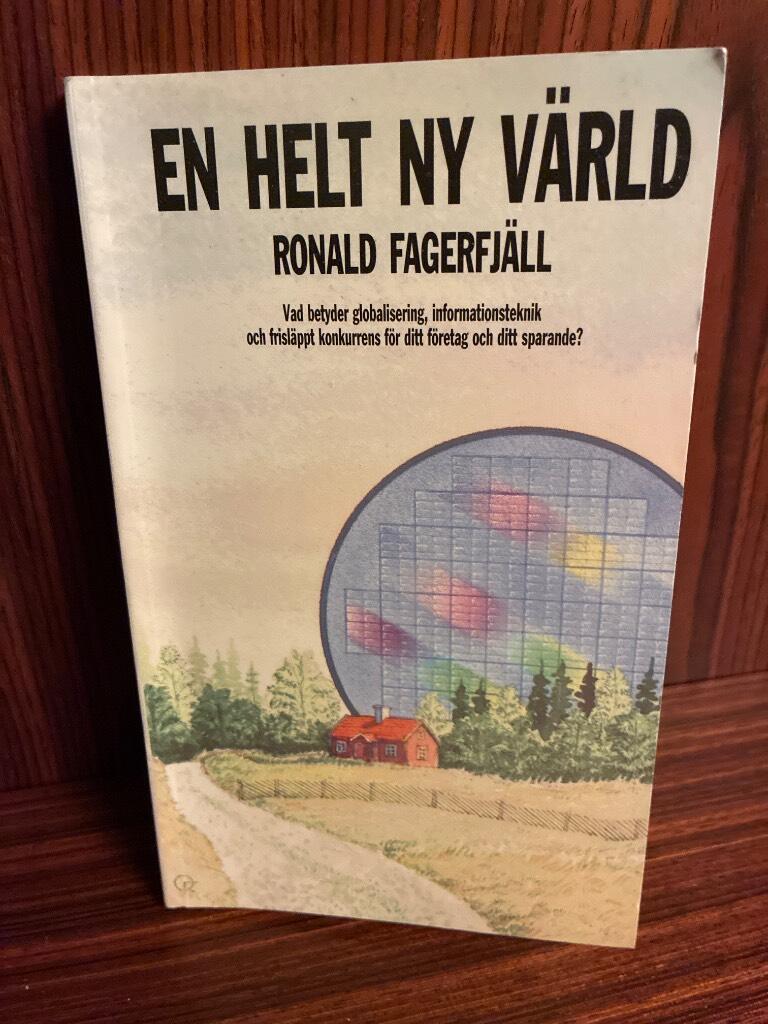 EN HELT NY VÄRLD
RONALD FAGERFJÄLL
Vad betyder globalisering, informationsteknik
och frisläppt konkurrens för ditt företag och ditt sparande?